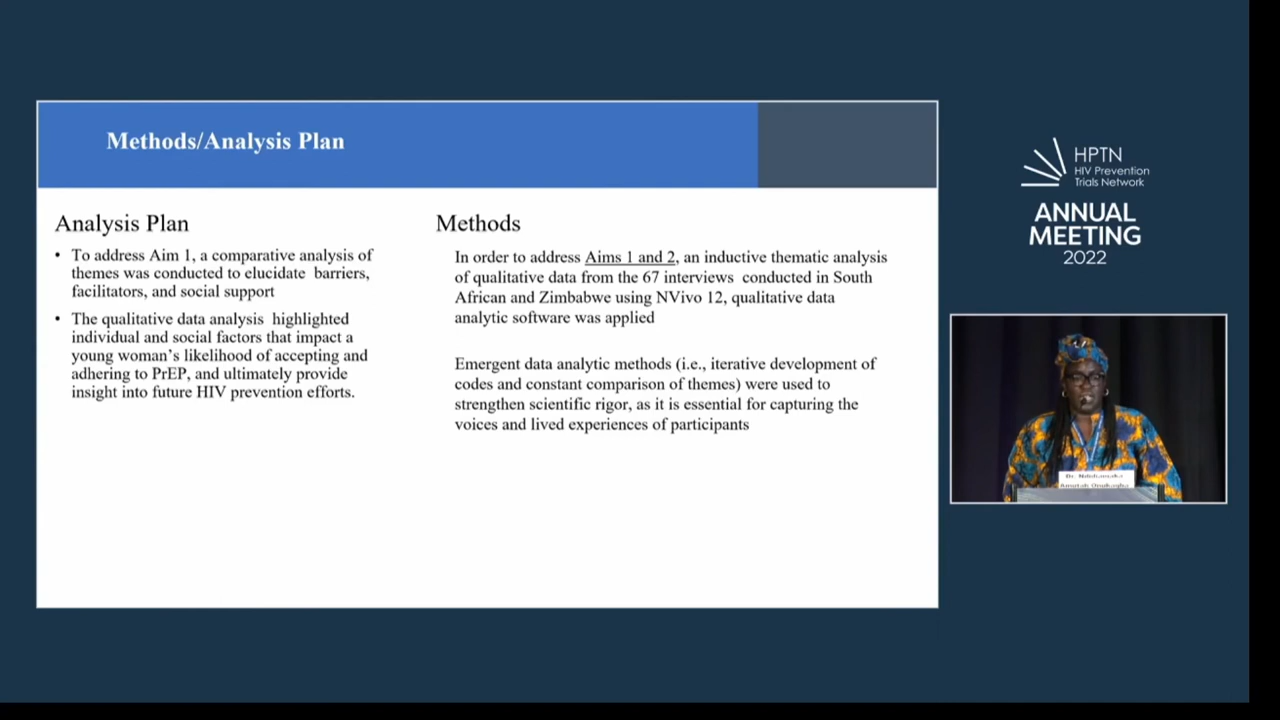 Methods/Analysis Plan
Analysis Plan
• To address Aim 1, a comparative analysis of
themes was conducted to elucidate barriers,
facilitators, and social support
• The qualitative data analysis highlighted
individual and social factors that impact a
young woman's likelihood of accepting and
adhering to PrEP, and ultimately provide
insight into future HIV prevention efforts.
Methods
In order to address Aims 1 and 2, an inductive thematic analysis
of qualitative data from the 67 interviews conducted in South
African and Zimbabwe using NVivo 12, qualitative data
analytic software was applied
Emergent data analytic methods (i.e., iterative development of
codes and constant comparison of themes) were used to
strengthen scientific rigor, as it is essential for capturing the
voices and lived experiences of participants
HPTN
HIV Prevention
Trials Network
ANNUAL
MEETING
2022
Dr.